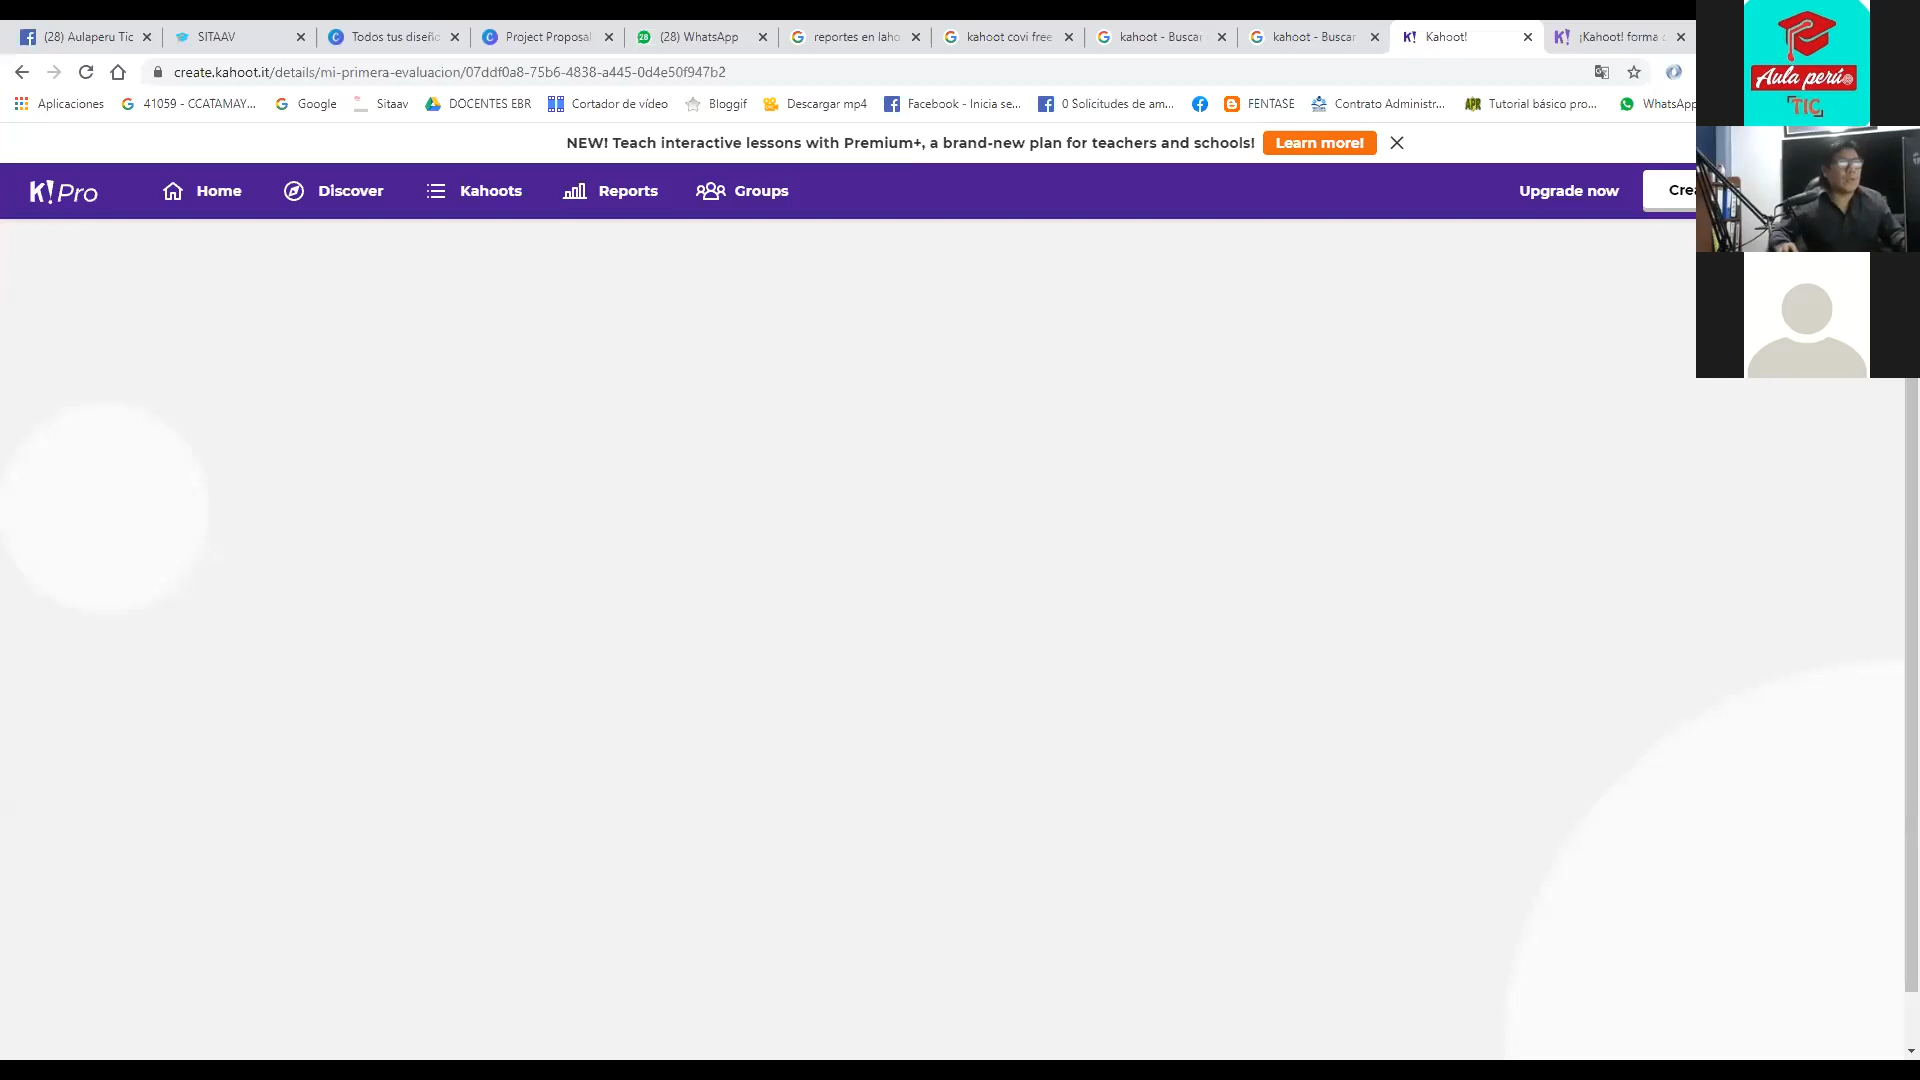 (28) Aulaperu Tic
SITAAV
Todos tus diseño
Project Proposal
(28) WhatsApp
reportes en laho
kahoot covi free
kahoot - Buscar
kahoot - Buscar
Kahoot!
¡Kahoot! forma
create.kahoot.it/details/mi-primera-evaluacion/07ddf0a8-75b6-4838-a445-0d4e50f947b2
Aplicaciones
41059 - CCATAMAY...
Google
Sitaav
DOCENTES EBR
Cortador de vídeo
Bloggif
Descargar mp4
Facebook - Inicia se...
0 Solicitudes de am...
FENTASE
Contrato Administr...
Tutorial básico pro...
WhatsApp
NEW! Teach interactive lessons with Premium+, a brand-new plan for teachers and schools!
Learn more!
K! Pro
Home
Discover
Kahoots
Reports
Groups
Upgrade now
Crea
Aula perú
TIC